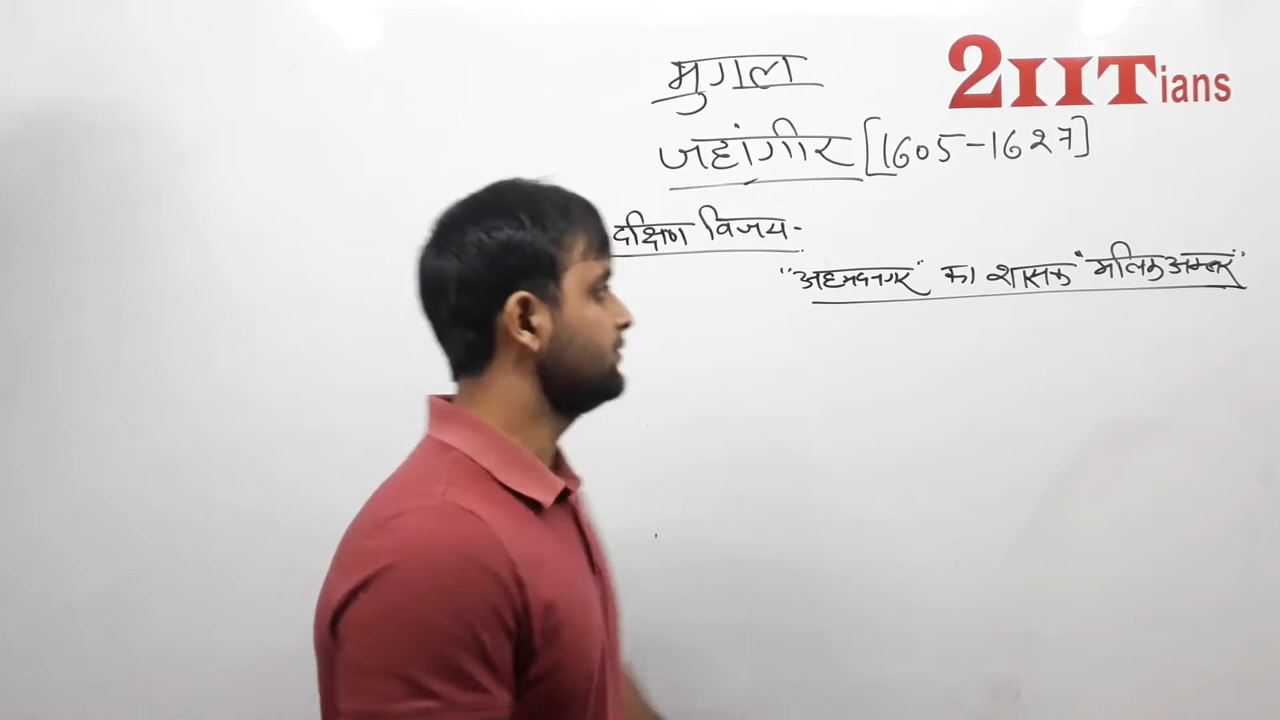 मुगल
2IITians
जहांगीर [1605-1627]
दक्षिण विजय-
"अहमदनगर" का शासक "मलिक अम्बर"